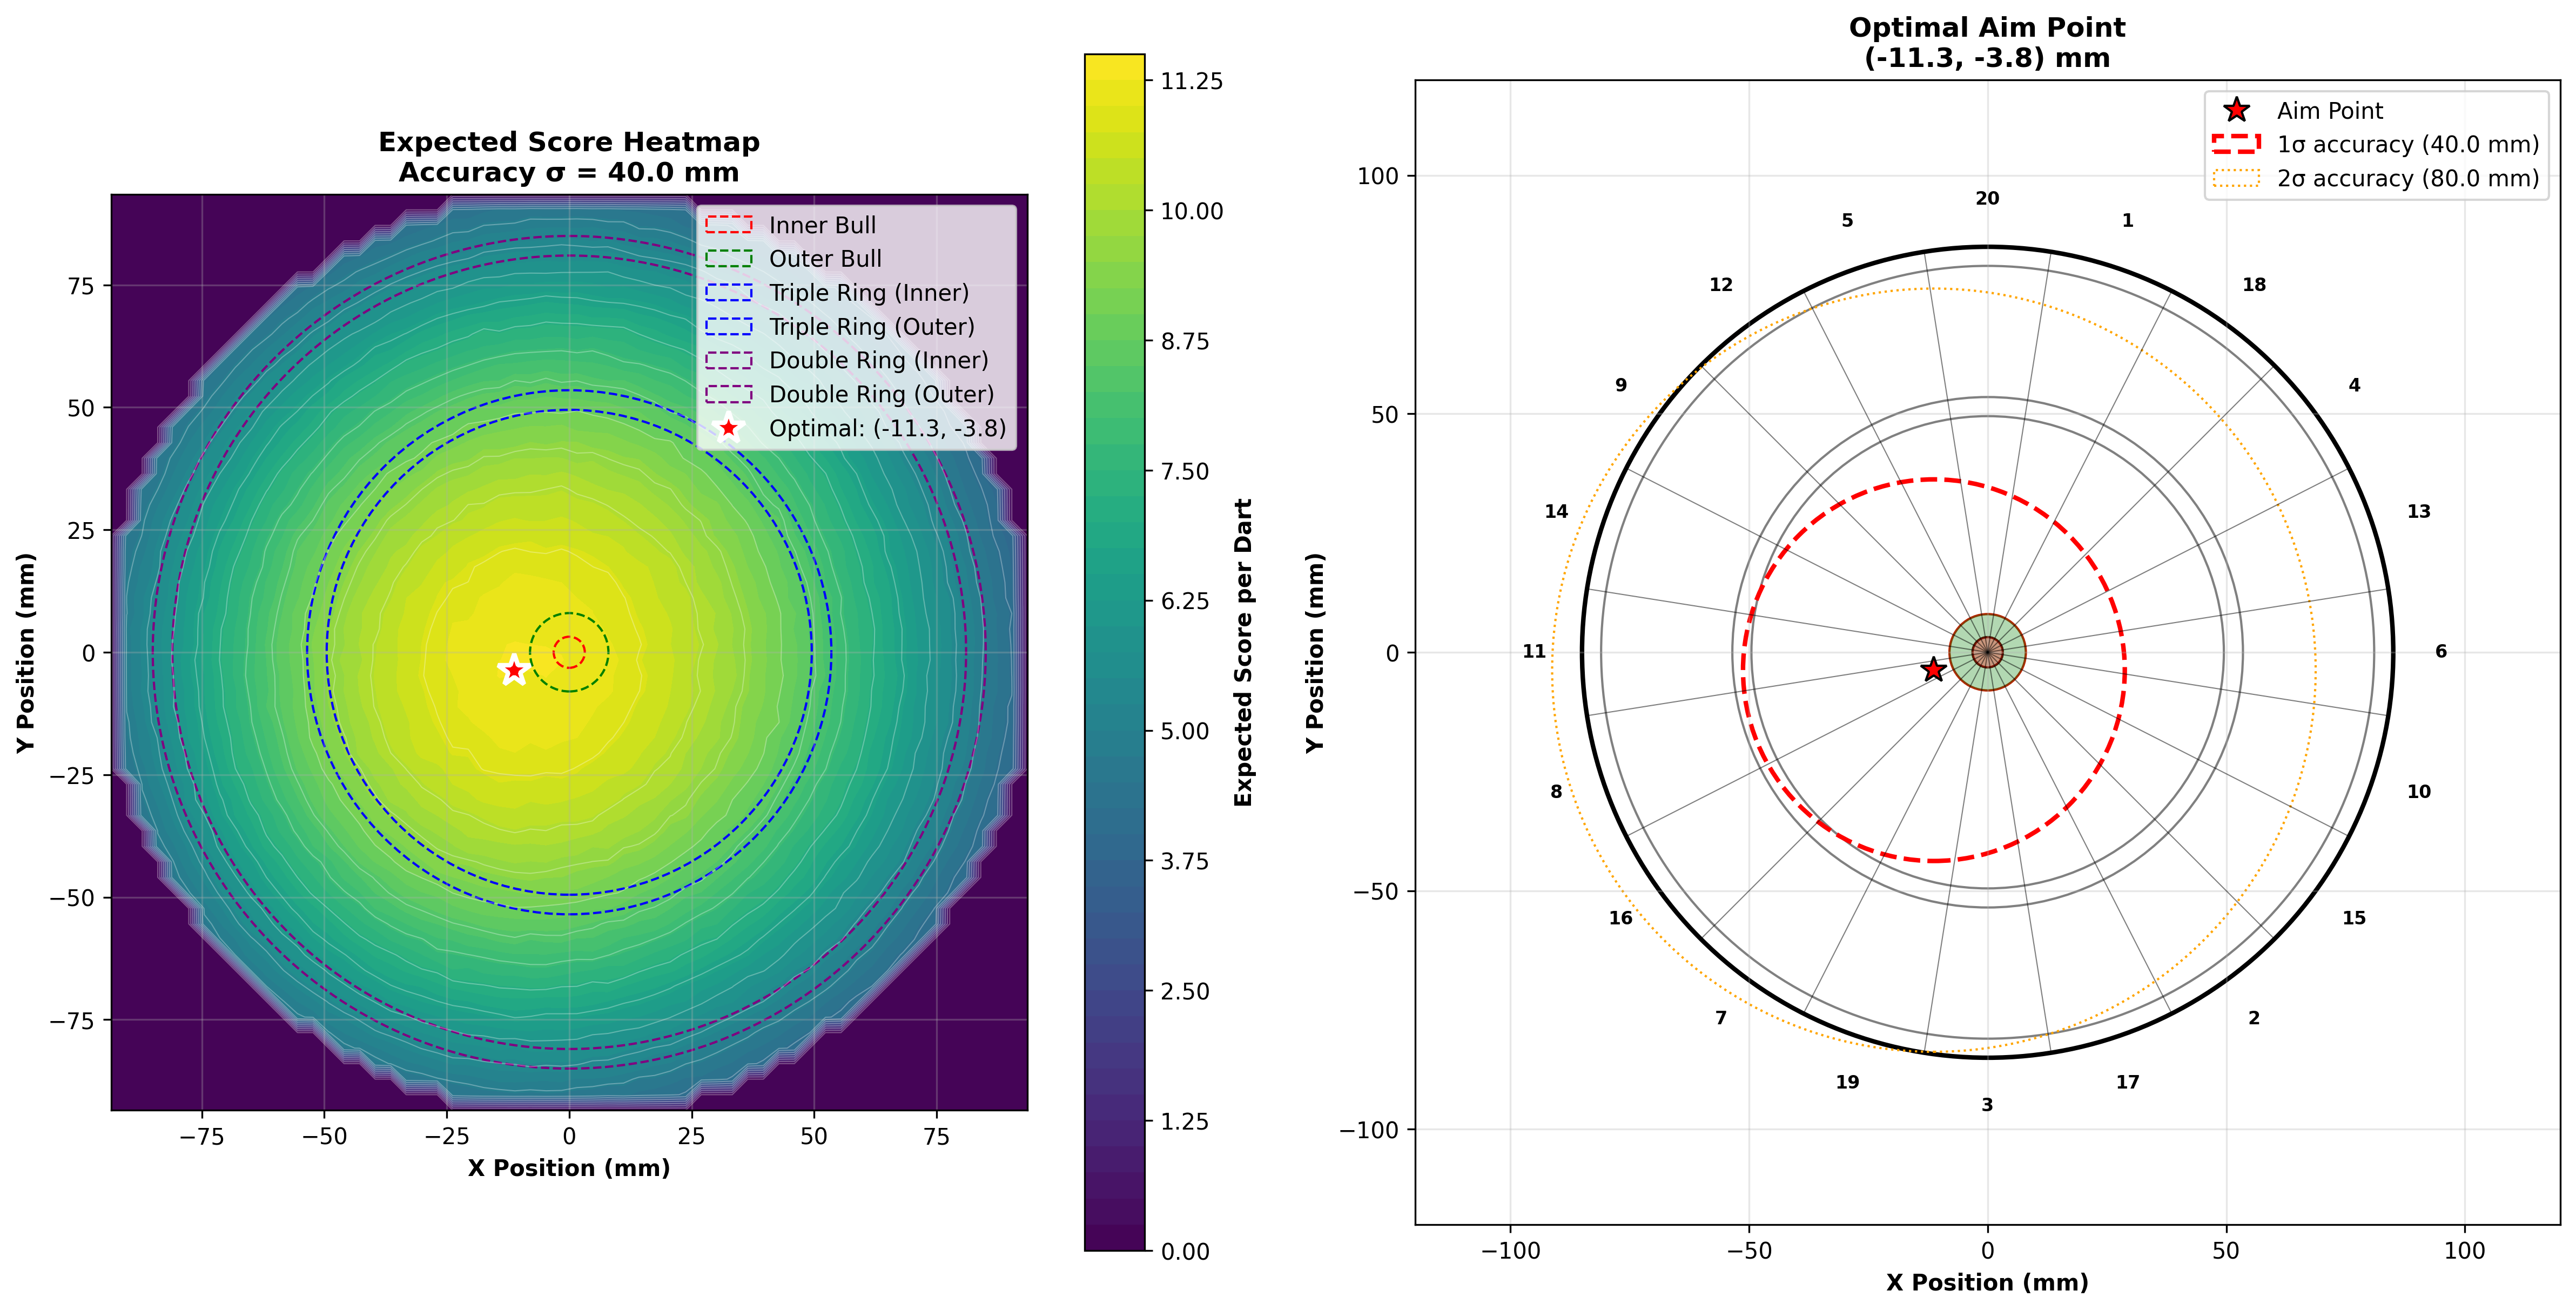 Expected Score Heatmap
Accuracy σ = 40.0 mm
Inner Bull
Outer Bull
Triple Ring (Inner)
Triple Ring (Outer)
Double Ring (Inner)
Double Ring (Outer)
Optimal: (-11.3, -3.8)
75
50
25
0
−25
−50
−75
Y Position (mm)
−75 −50 −25 0 25 50 75
X Position (mm)
11.25
10.00
8.75
7.50
6.25
5.00
3.75
2.50
1.25
0.00
Expected Score per Dart
Optimal Aim Point
(-11.3, -3.8) mm
Aim Point
1σ accuracy (40.0 mm)
2σ accuracy (80.0 mm)
100
50
0
−50
−100
Y Position (mm)
20
5 1
12 18
9 4
14 13
11 6
8 10
16 15
7 2
19 17
3
−100 −50 0 50 100
X Position (mm)